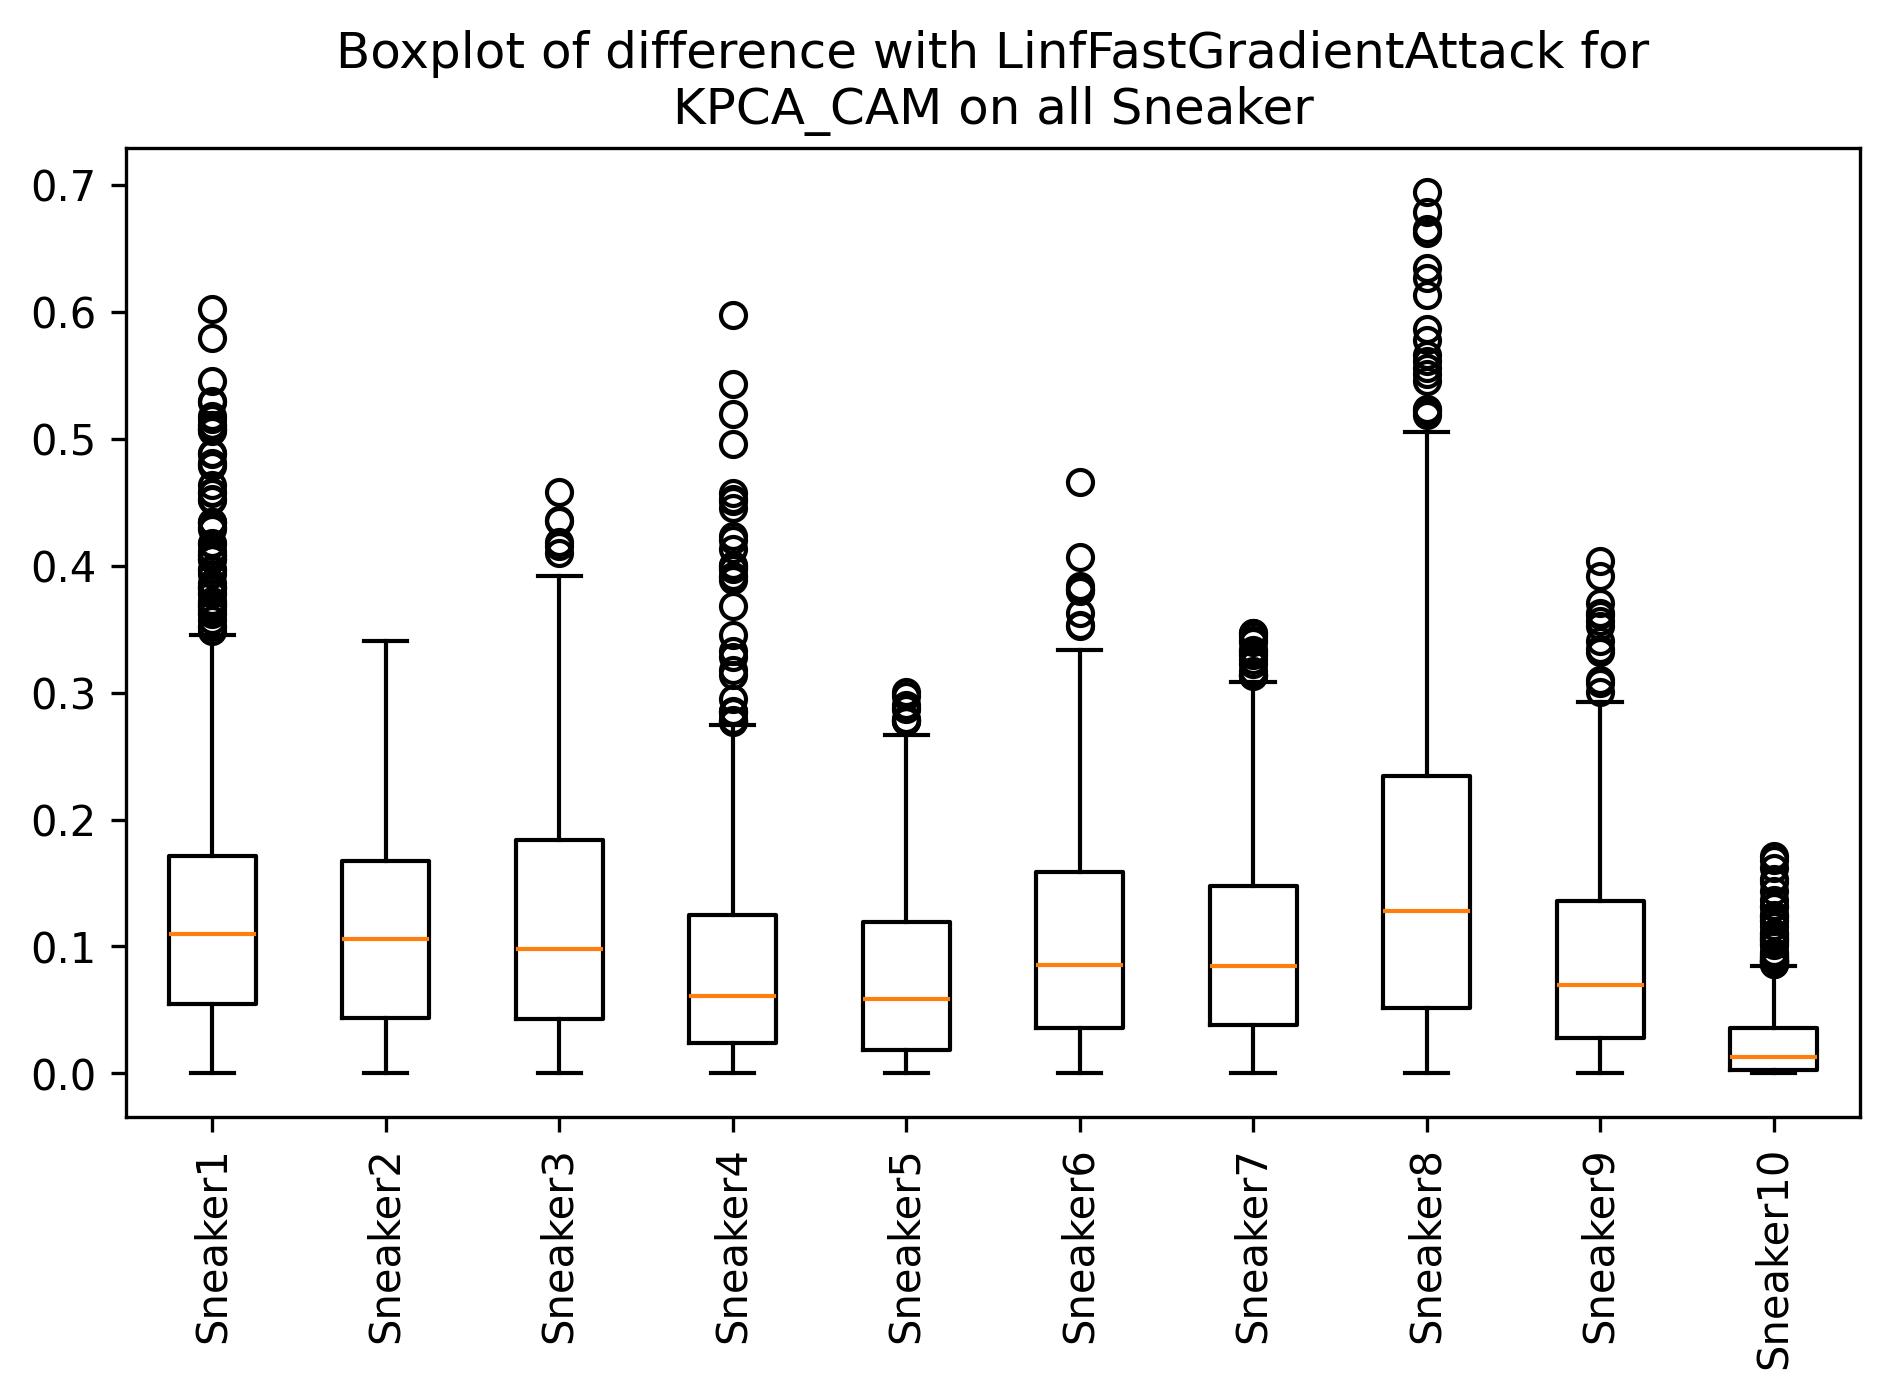 Boxplot of difference with LinfFastGradientAttack for
KPCA_CAM on all Sneaker
0.7
0.6
0.5
0.4
0.3
0.2
0.1
0.0
Sneaker1
Sneaker2
Sneaker3
Sneaker4
Sneaker5
Sneaker6
Sneaker7
Sneaker8
Sneaker9
Sneaker10